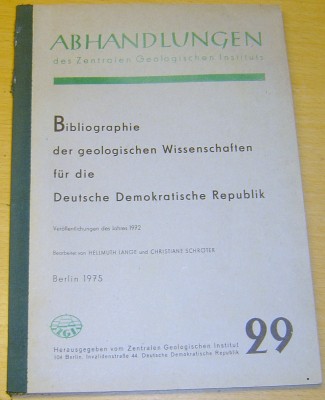 ABHANDLUNGEN
des Zentralen Geologischen Instituts
Bibliographie
der geologischen Wissenschaften
für die
Deutsche Demokratische Republik
Veröffentlichungen des Jahres 1972
Bearbeitet von HELLMUTH und CHRISTIANE SCHRÖTER
Berlin 1975
ZGI
Herausgegeben vom Zentralen Geologischen Institut
104 Berlin, Invalidenstraße 44, Deutsche Demokratische Republik
29